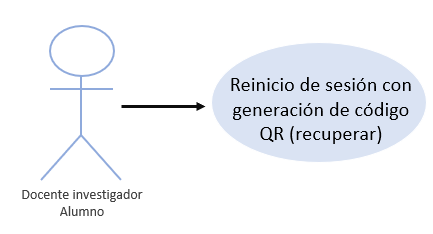 Reinicio de sesión con
generación de código
QR (recuperar)
Docente investigador
Alumno